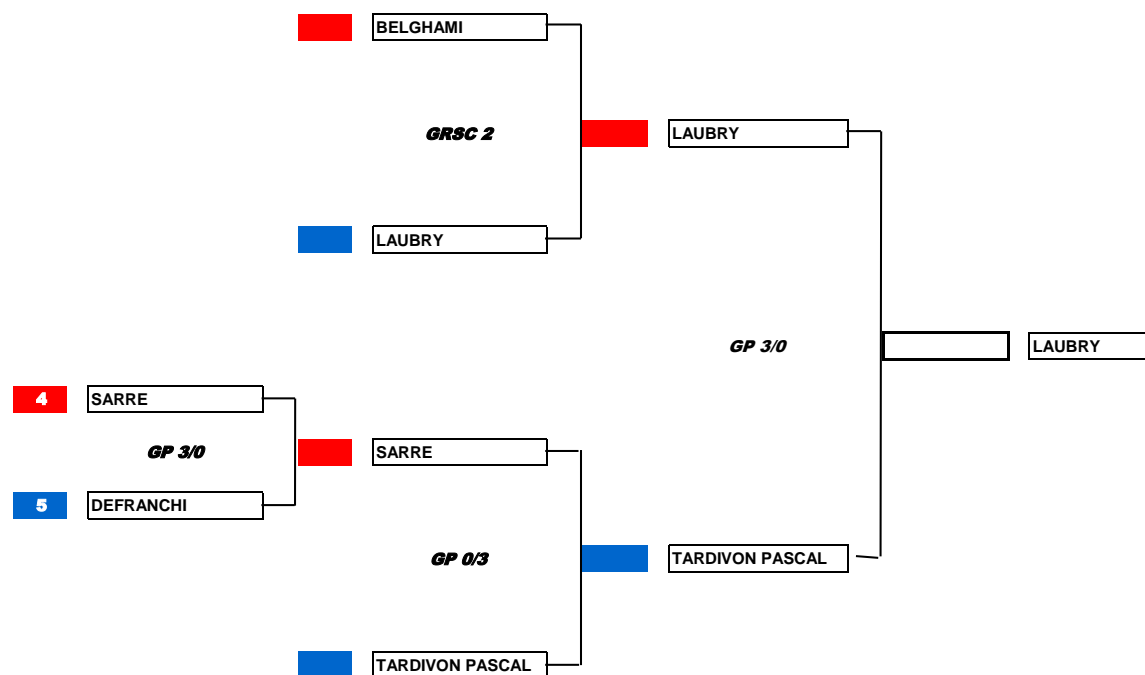 BELGHAMI
GRSC 2
LAUBRY
LAUBRY
GP 3/0
LAUBRY
4 SARRE
GP 3/0
SARRE
5 DEFRANCHI
GP 0/3
TARDIVON PASCAL
TARDIVON PASCAL